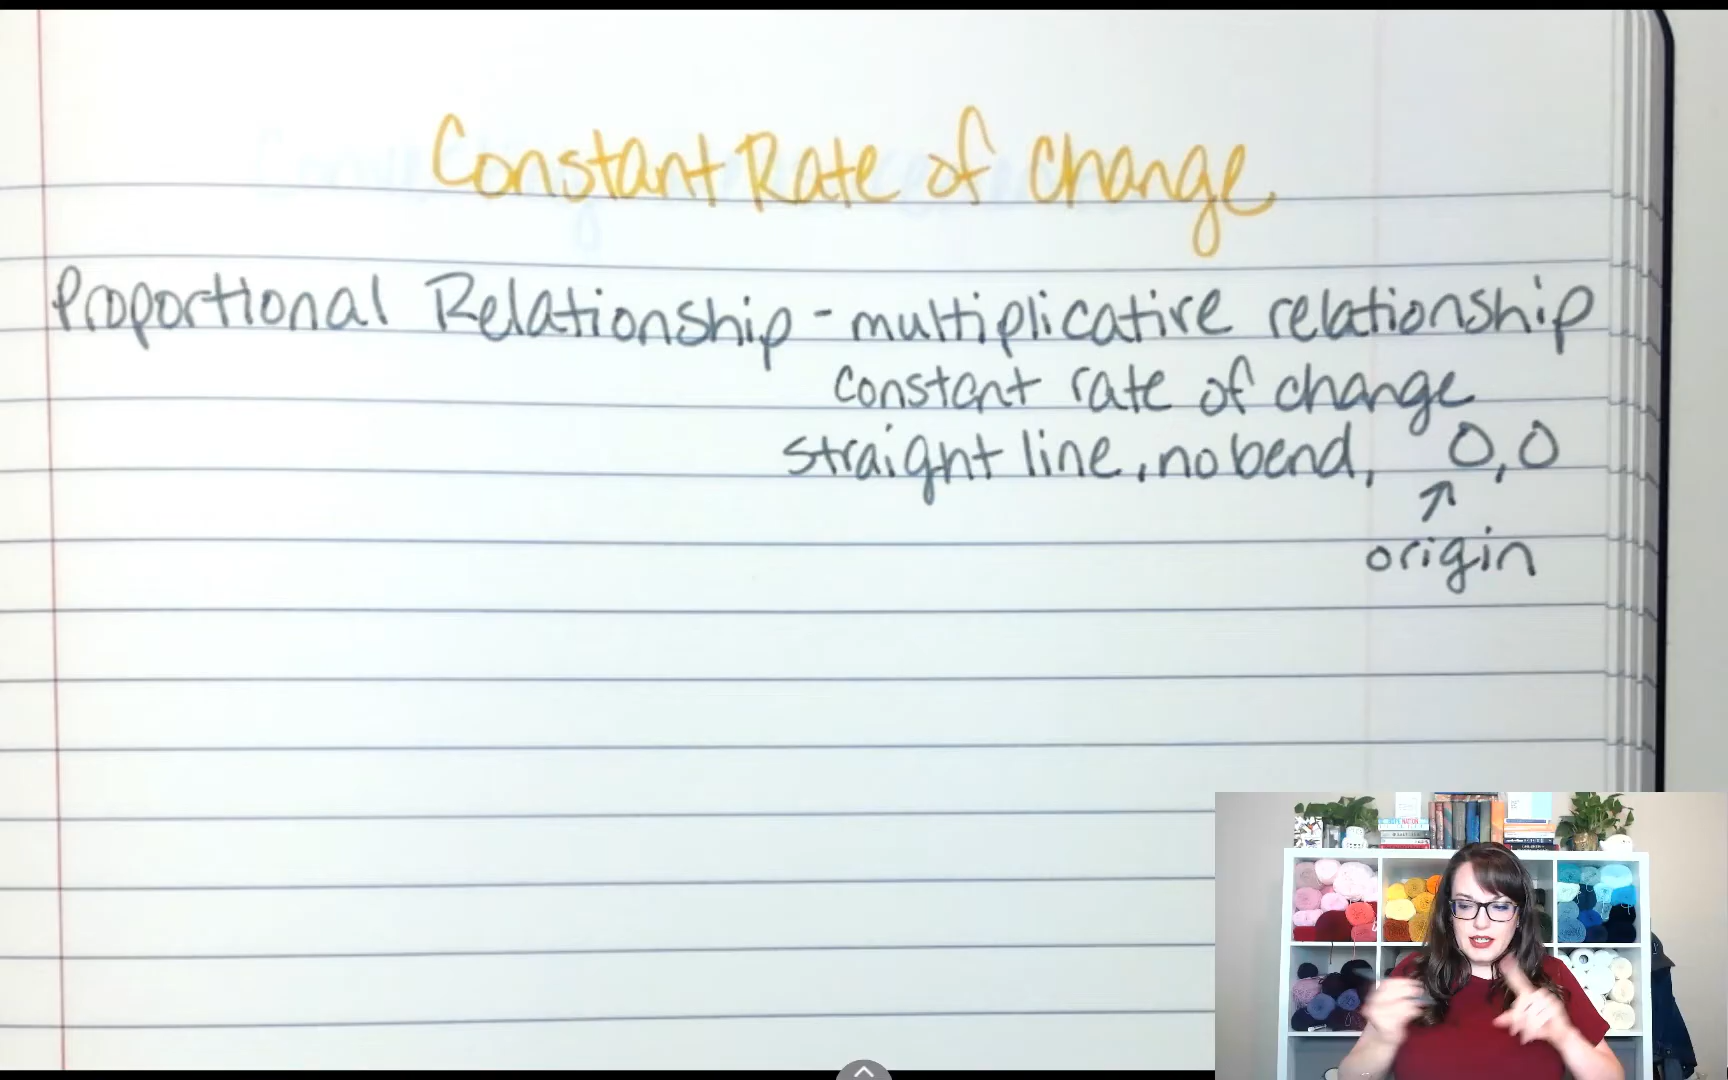 Constant Rate of Change
Proportional Relationship - multiplicative relationship
constant rate of change
straight line, no bend, 0,0
↗
origin